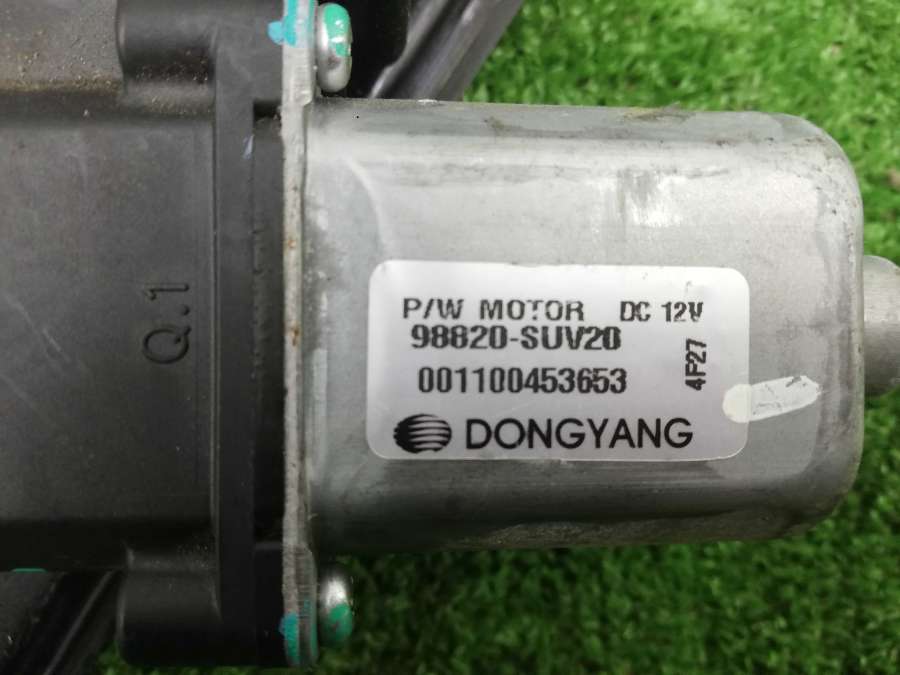 Q.1
P/W MOTOR DC 12V
98820-SUV20
001100453653
4F27
DONGYANG